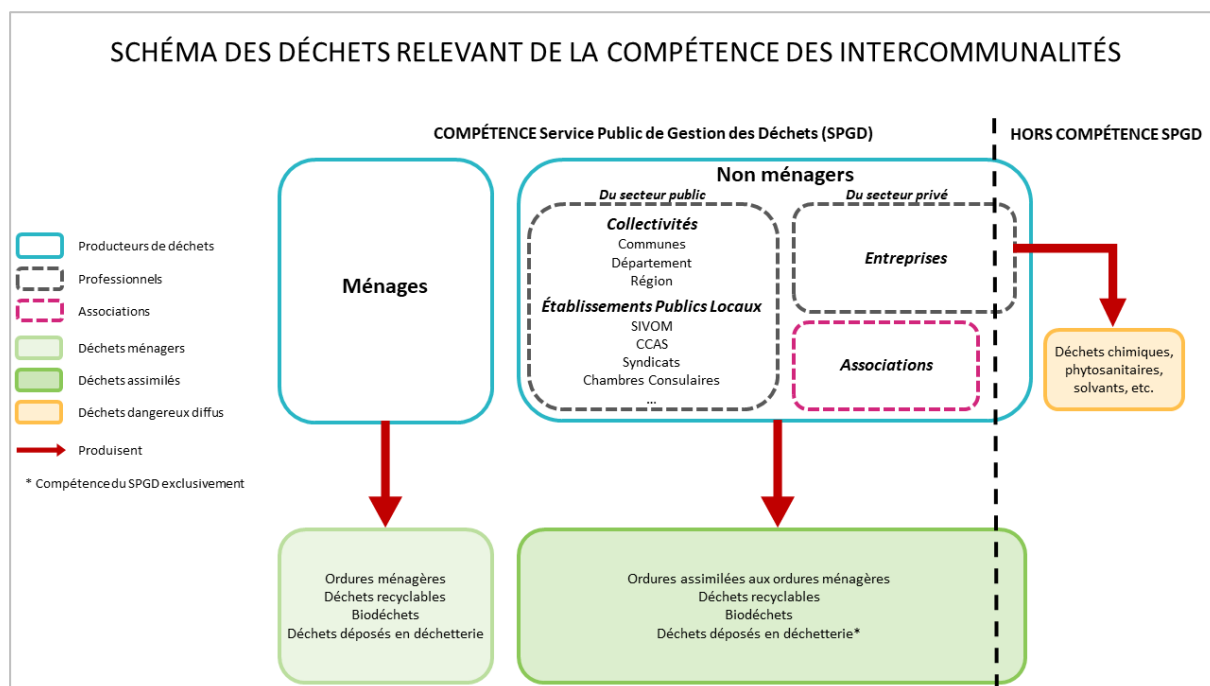 SCHÉMA DES DÉCHETS RELEVANT DE LA COMPÉTENCE DES INTERCOMMUNALITÉS
COMPÉTENCE Service Public de Gestion des Déchets (SPGD)
HORS COMPÉTENCE SPGD
Producteurs de déchets
Professionnels
Associations
Déchets ménagers
Déchets assimilés
Déchets dangereux diffus
Produisent
* Compétence du SPGD exclusivement
Ménages
Non ménagers
Du secteur public
Collectivités
Communes
Département
Région
Établissements Publics Locaux
SIVOM
CCAS
Syndicats
Chambres Consulaires
...
Du secteur privé
Entreprises
Associations
Déchets chimiques,
phytosanitaires,
solvants, etc.
Ordures ménagères
Déchets recyclables
Biodéchets
Déchets déposés en déchetterie
Ordures assimilées aux ordures ménagères
Déchets recyclables
Biodéchets
Déchets déposés en déchetterie*